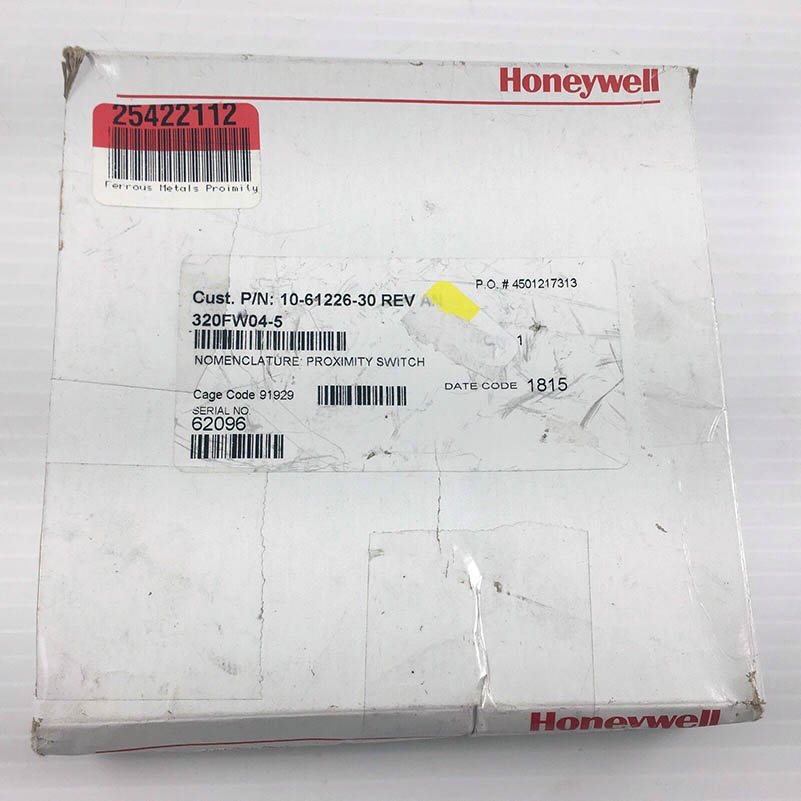 Honeywell
25422112
Ferrous Metals Proimity
P.O. # 4501217313
Cust. P/N: 10-61226-30 REV AN
320FW04-5
1
NOMENCLATURE: PROXIMITY SWITCH
DATE CODE 1815
Cage Code 91929
SERIAL NO.
62096
Honeywell